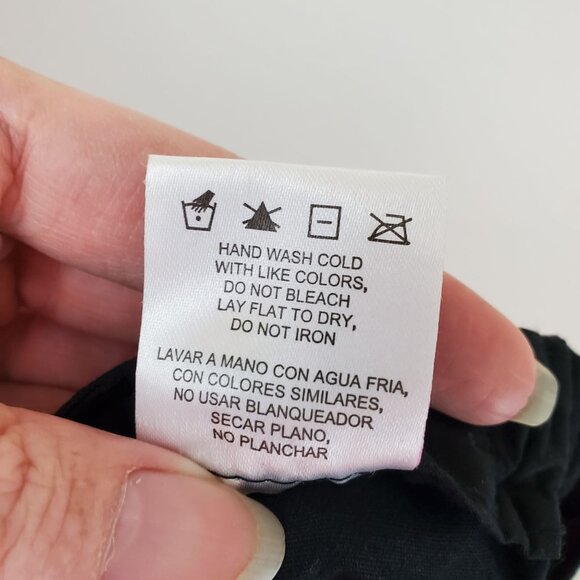 HAND WASH COLD
WITH LIKE COLORS,
DO NOT BLEACH
LAY FLAT TO DRY,
DO NOT IRON
LAVAR A MANO CON AGUA FRIA,
CON COLORES SIMILARES,
NO USAR BLANQUEADOR
SECAR PLANO,
NO PLANCHAR